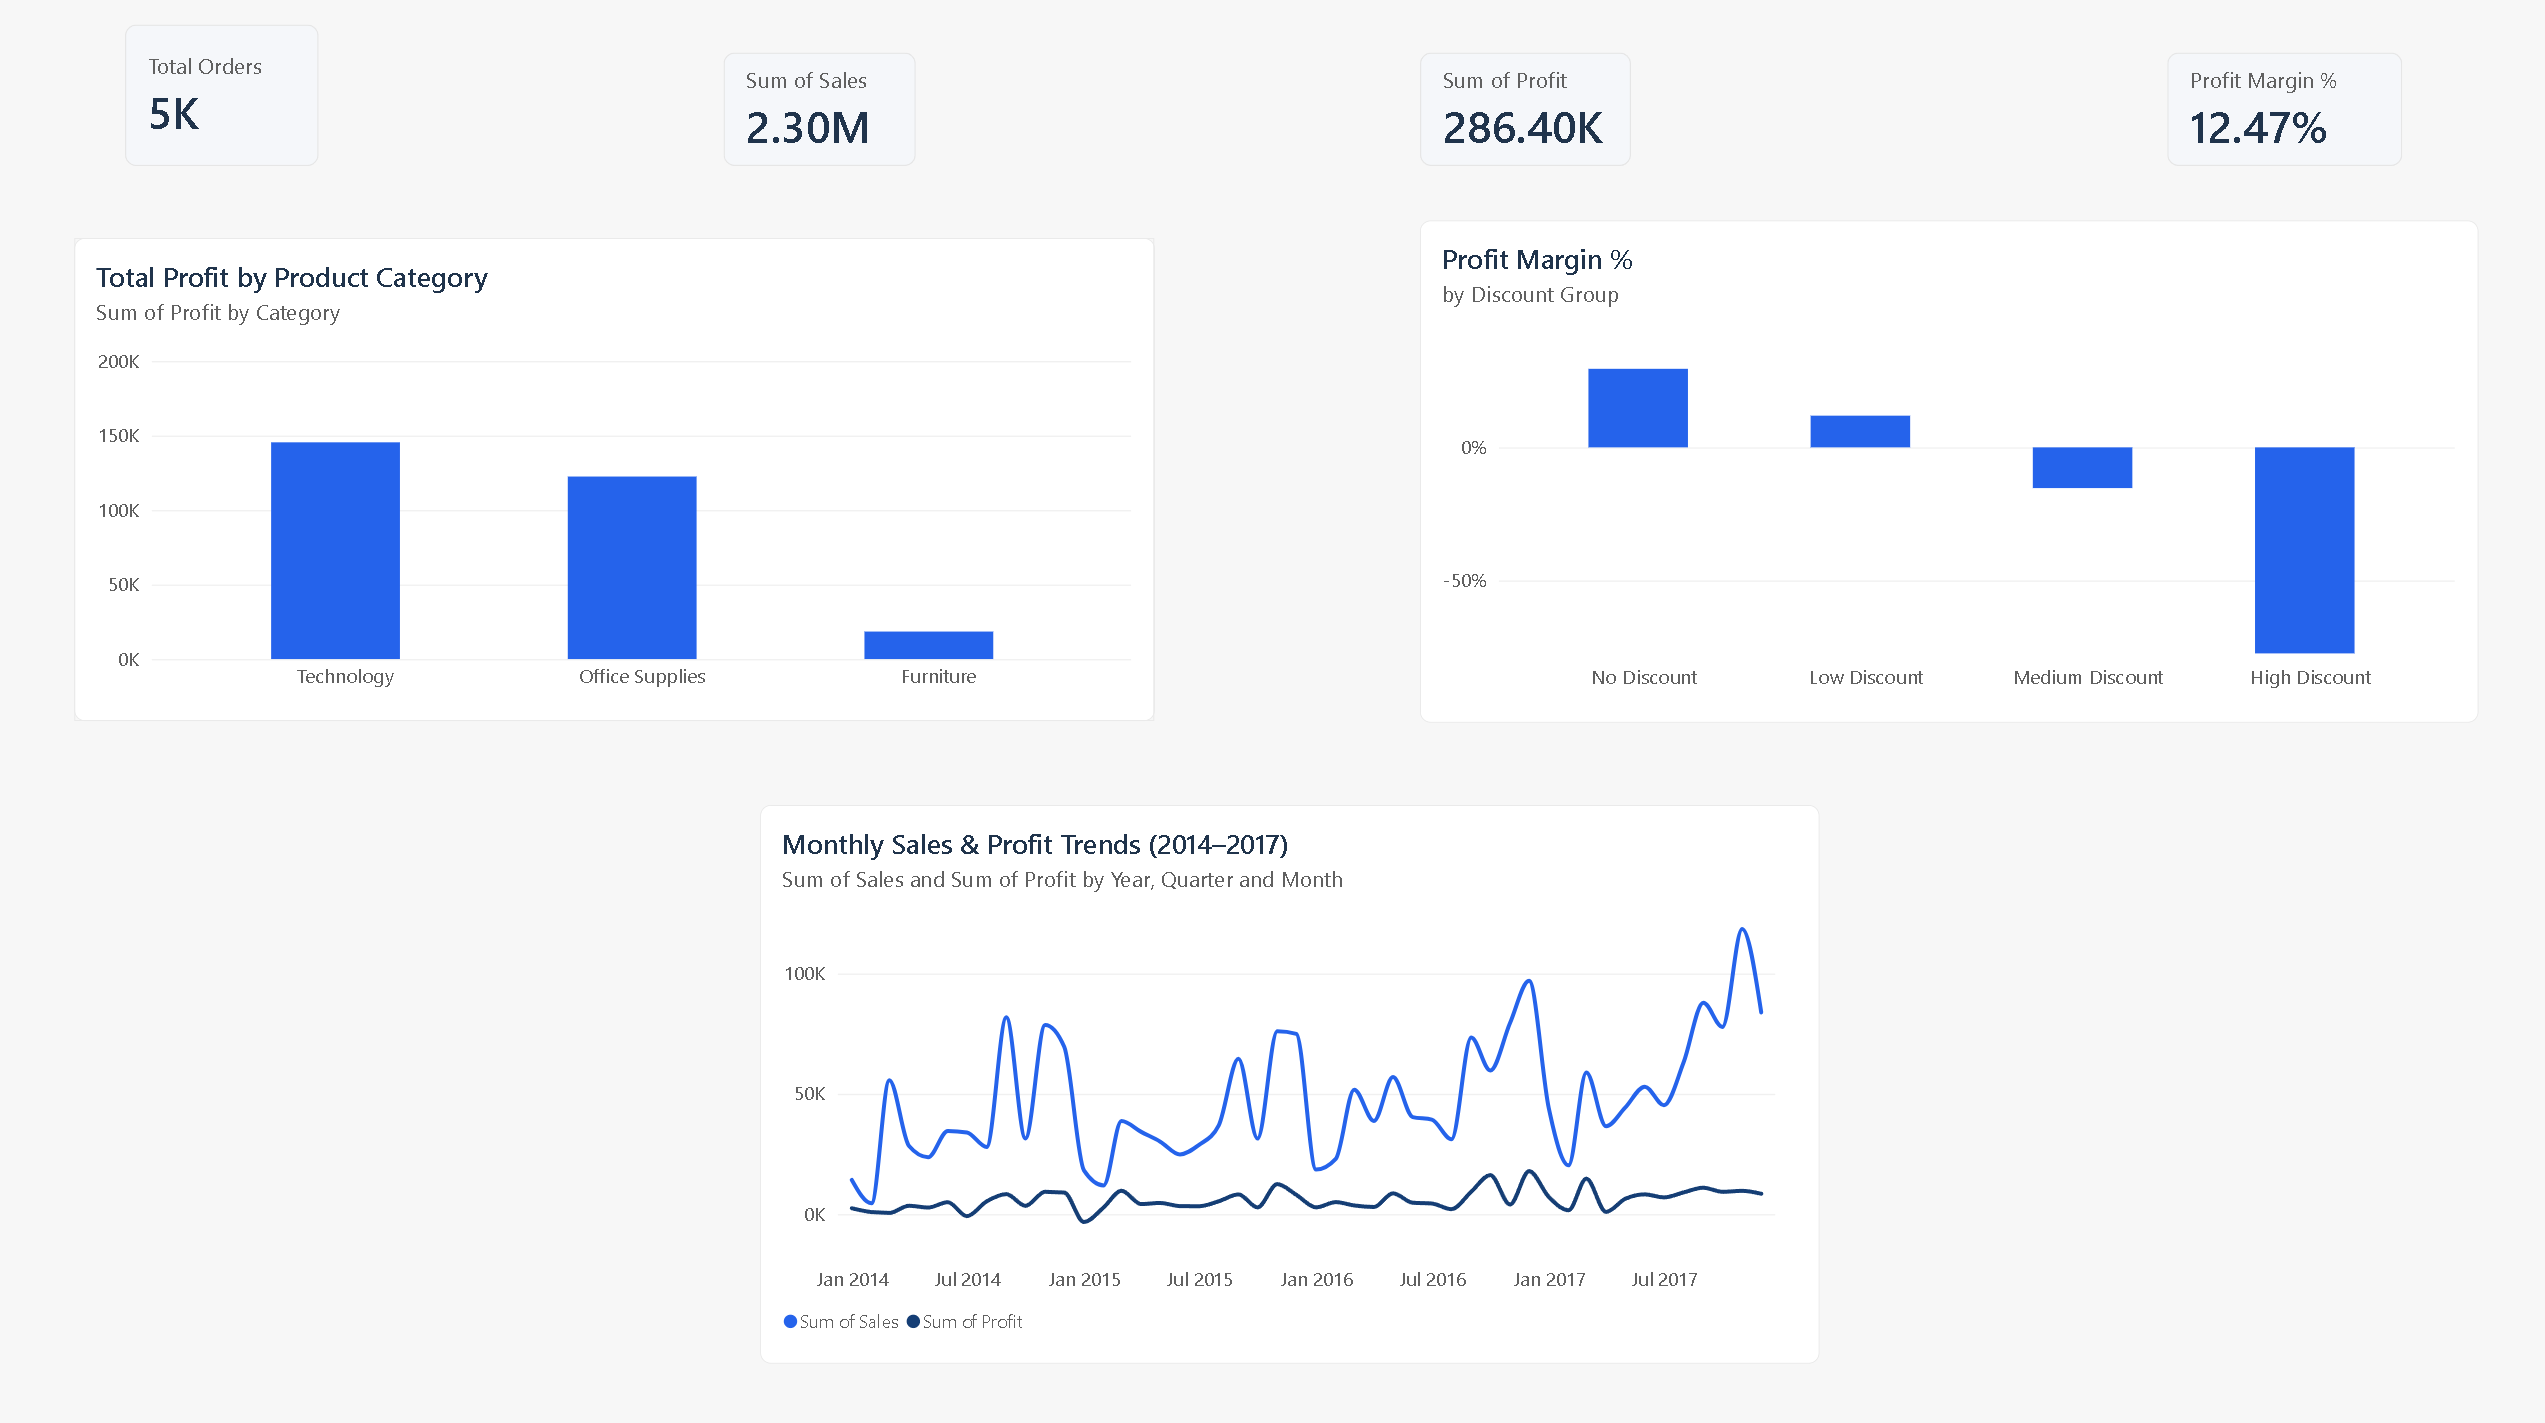 Total Orders
5K
Sum of Sales
2.30M
Sum of Profit
286.40K
Profit Margin %
12.47%
Total Profit by Product Category
Sum of Profit by Category
200K
150K
100K
50K
0K
Technology
Office Supplies
Furniture
Profit Margin %
by Discount Group
0%
-50%
No Discount
Low Discount
Medium Discount
High Discount
Monthly Sales & Profit Trends (2014–2017)
Sum of Sales and Sum of Profit by Year, Quarter and Month
100K
50K
0K
Jan 2014
Jul 2014
Jan 2015
Jul 2015
Jan 2016
Jul 2016
Jan 2017
Jul 2017
Sum of Sales
Sum of Profit